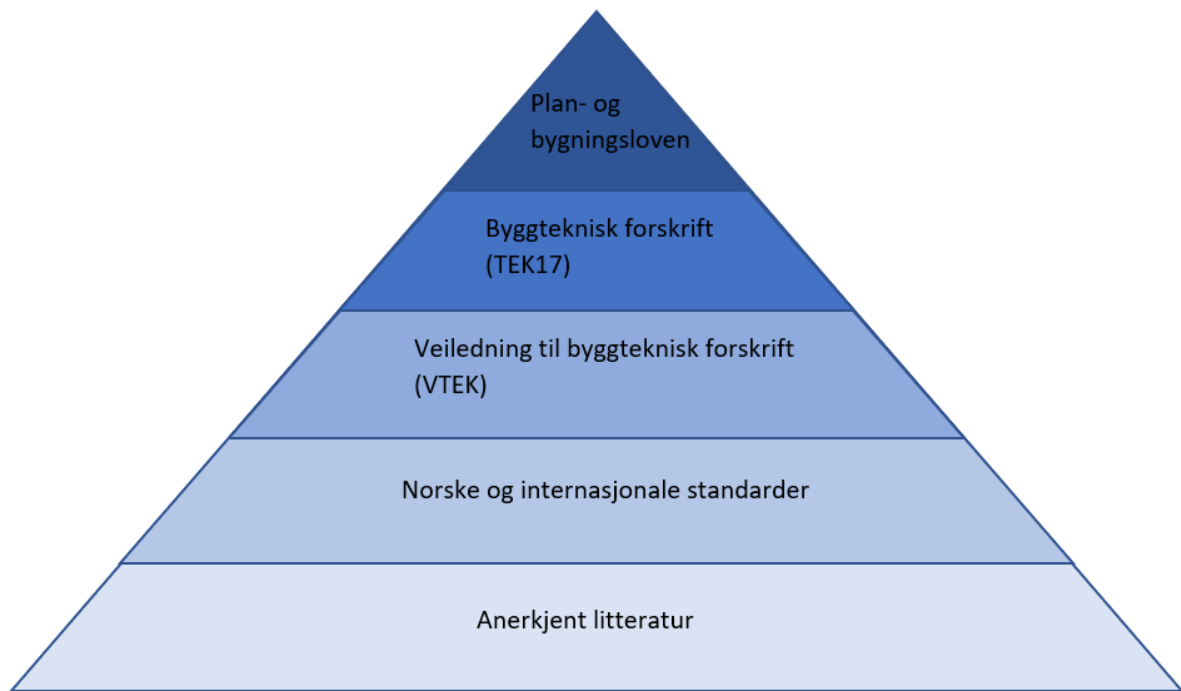 Plan- og
bygningsloven
Byggteknisk forskrift
(TEK17)
Veiledning til byggteknisk forskrift
(VTEK)
Norske og internasjonale standarder
Anerkjent litteratur